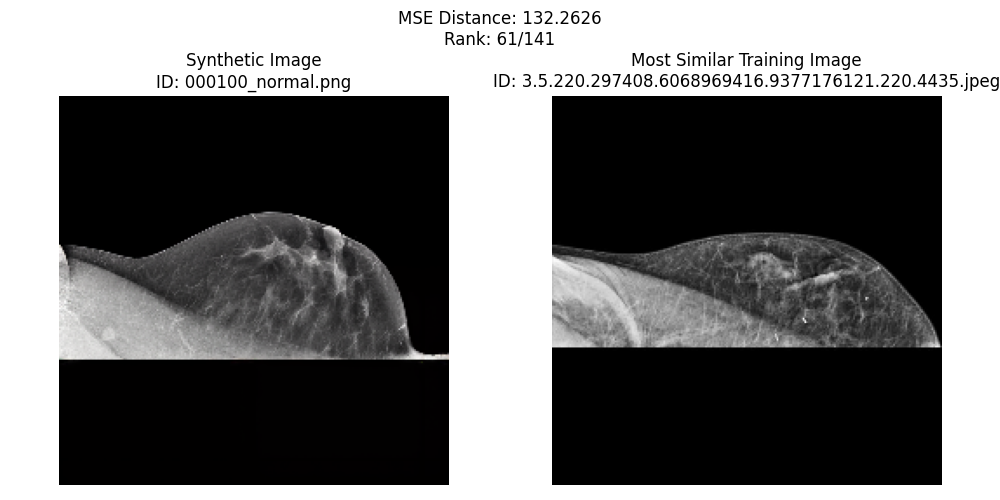 MSE Distance: 132.2626
Rank: 61/141
Synthetic Image
ID: 000100_normal.png
Most Similar Training Image
ID: 3.5.220.297408.6068969416.9377176121.220.4435.jpeg